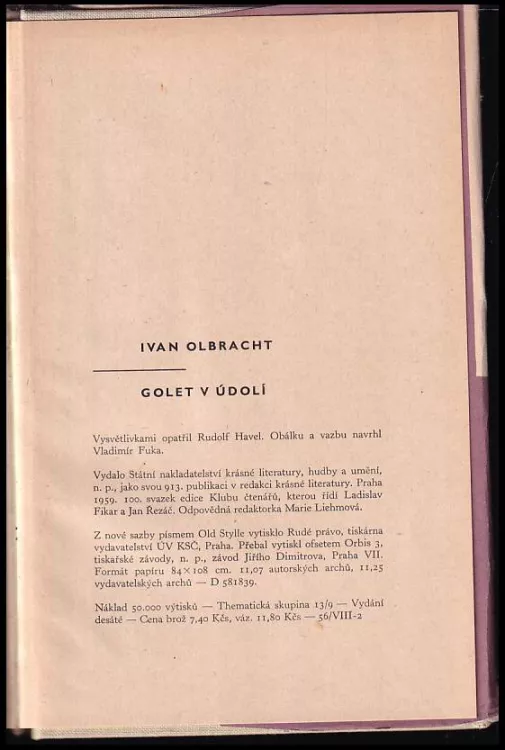 IVAN OLBRACHT
GOLET V ÚDOLÍ
Vysvětlivkami opatřil Rudolf Havel. Obálku a vazbu navrhl
Vladimír Fuka.
Vydalo Státní nakladatelství krásné literatury, hudby a umění,
n. p., jako svou 913. publikaci v redakci krásné literatury. Praha
1959. 100. svazek edice Klubu čtenářů, kterou řídí Ladislav
Fikar a Jan Řezáč. Odpovědná redaktorka Marie Liehmová.
Z nové sazby písmem Old Stylle vytisklo Rudé právo, tiskárna
vydavatelství ÚV KSČ, Praha. Přebal vytiskl ofsetem Orbis 3,
tiskařské závody, n. p., závod Jiřího Dimitrova, Praha VII.
Formát papíru 84×108 cm. 11,07 autorských archů, 11,25
vydavatelských archů — D 581839.
Náklad 50.000 výtisků — Thematická skupina 13/9 — Vydání
desáté — Cena brož 7,40 Kčs, váz. 11,80 Kčs — 56/VIII-2